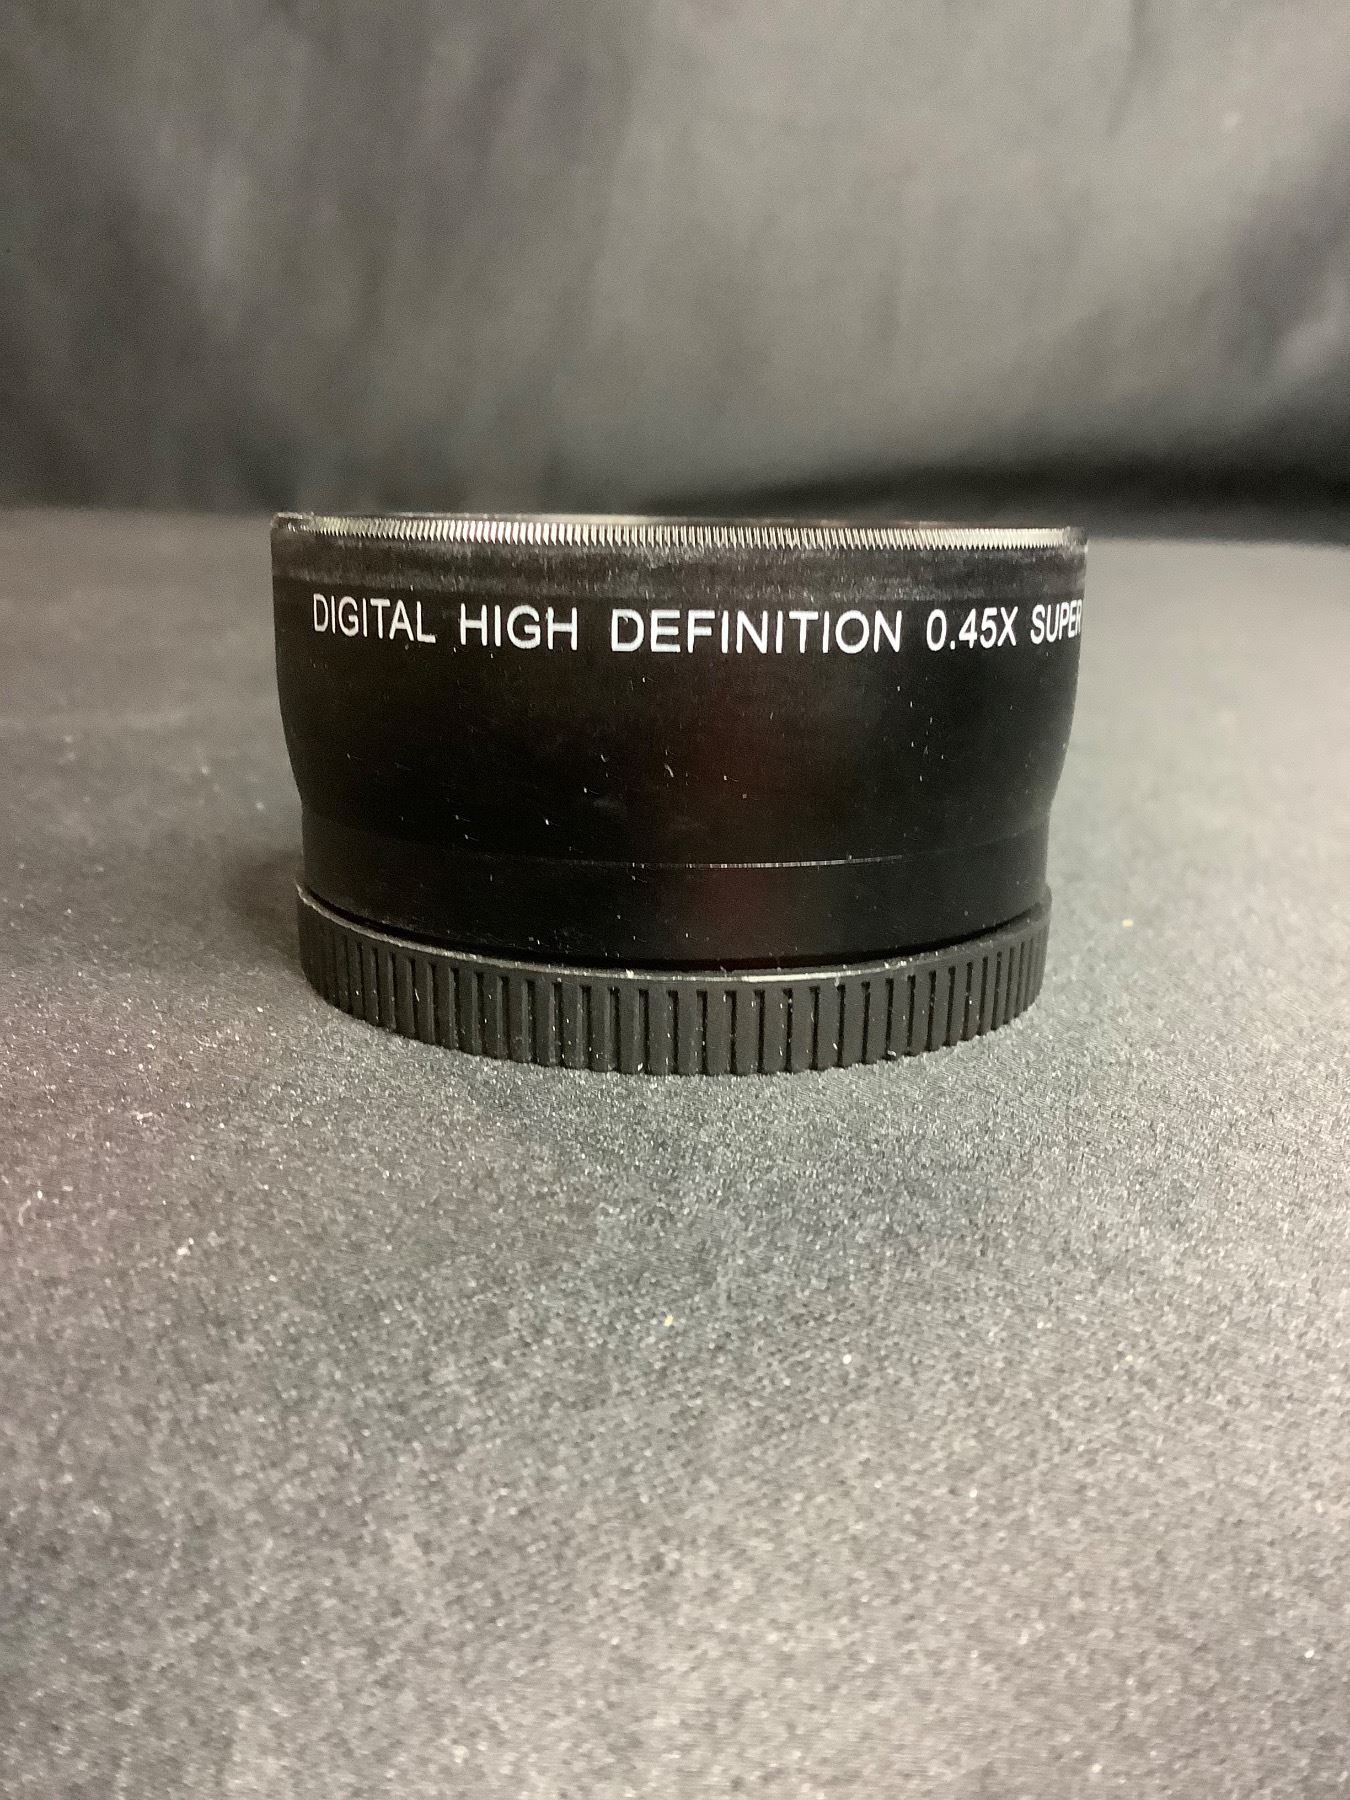 DIGITAL HIGH DEFINITION 0.45X SUPER